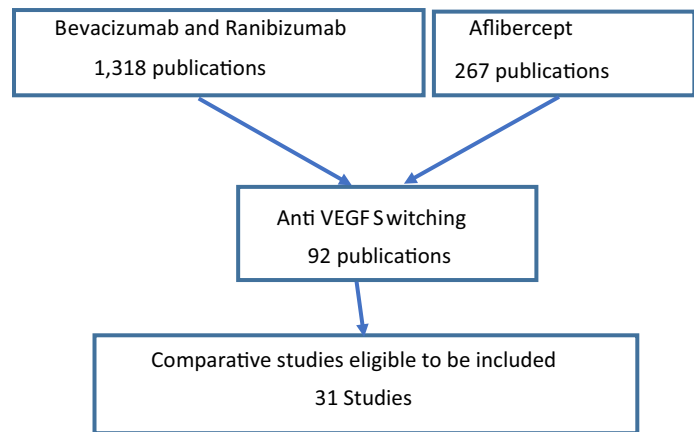 Bevacizumab and Ranibizumab
1,318 publications
Aflibercept
267 publications
Anti VEGF Switching
92 publications
Comparative studies eligible to be included
31 Studies